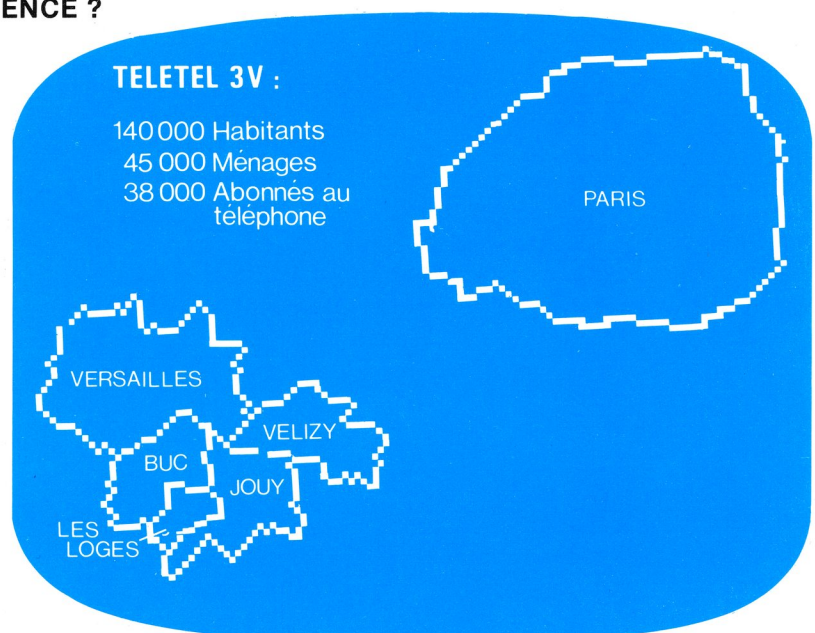 ENCE ?
TELETEL 3V :
140 000 Habitants
45 000 Ménages
38 000 Abonnés au
téléphone
PARIS
VERSAILLES
VELIZY
BUC
JOUY
LES
LOGES